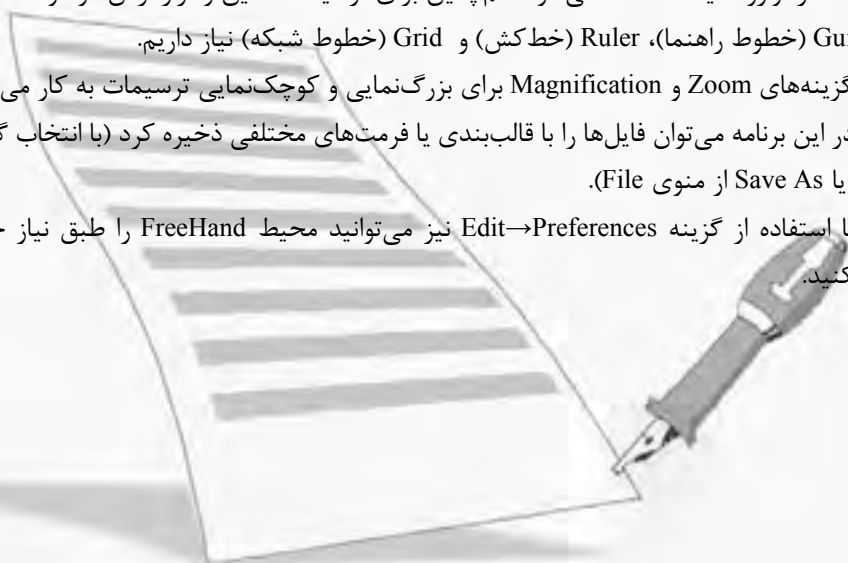 Gui (خطوط راهنما)، Ruler (خط‌کش) و Grid (خطوط شبکه) نیاز داریم.
گزینه‌های Zoom و Magnification برای بزرگ‌نمایی و کوچک‌نمایی ترسیمات به کار می
در این برنامه می‌توان فایل‌ها را با قالب‌بندی یا فرمت‌های مختلفی ذخیره کرد (با انتخاب
یا Save As از منوی File).
ا استفاده از گزینه Edit→Preferences نیز می‌توانید محیط FreeHand را طبق نیاز
کنید.